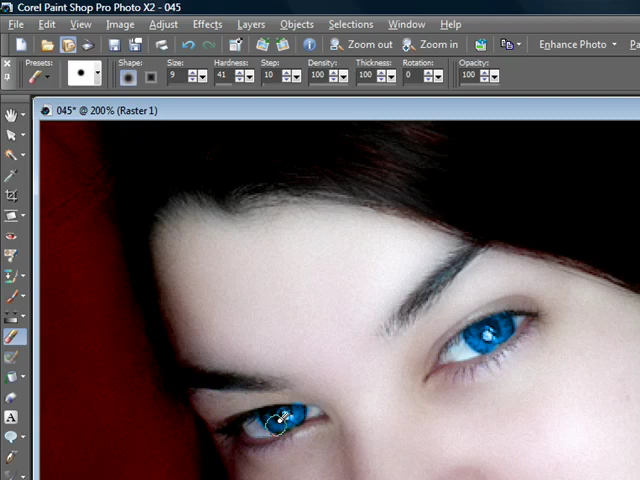 Corel Paint Shop Pro Photo X2 - 045
File Edit View Image Adjust Effects Layers Objects Selections Window Help
Zoom out Zoom in Enhance Photo
Presets: Shape: Size: Hardness: Step: Density: Thickness: Rotation: Opacity:
9 41 10 100 100 0 100
045* @ 200% (Raster 1)
A